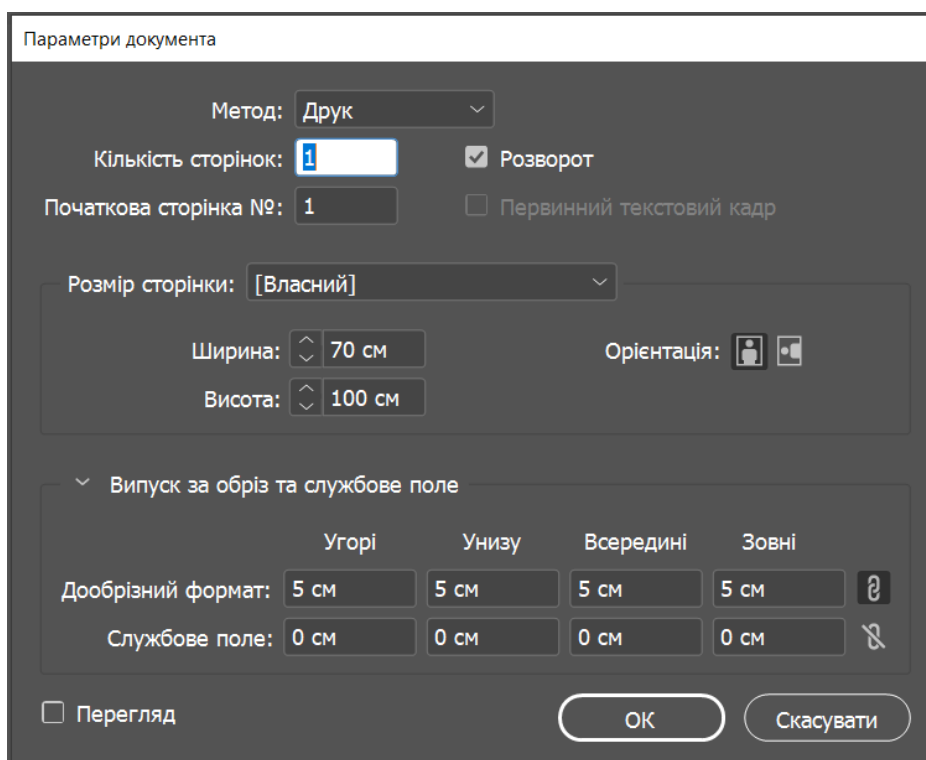 Параметри документа
Метод: Друк
Кількість сторінок: 1 Розворот
Початкова сторінка №: 1 Первинний текстовий кадр
Розмір сторінки: [Власний]
Ширина: 70 см Орієнтація:
Висота: 100 см
Випуск за обріз та службове поле
Угорі Унизу Всередині Зовні
Дообрізний формат: 5 см 5 см 5 см 5 см
Службове поле: 0 см 0 см 0 см 0 см
Перегляд ОК Скасувати